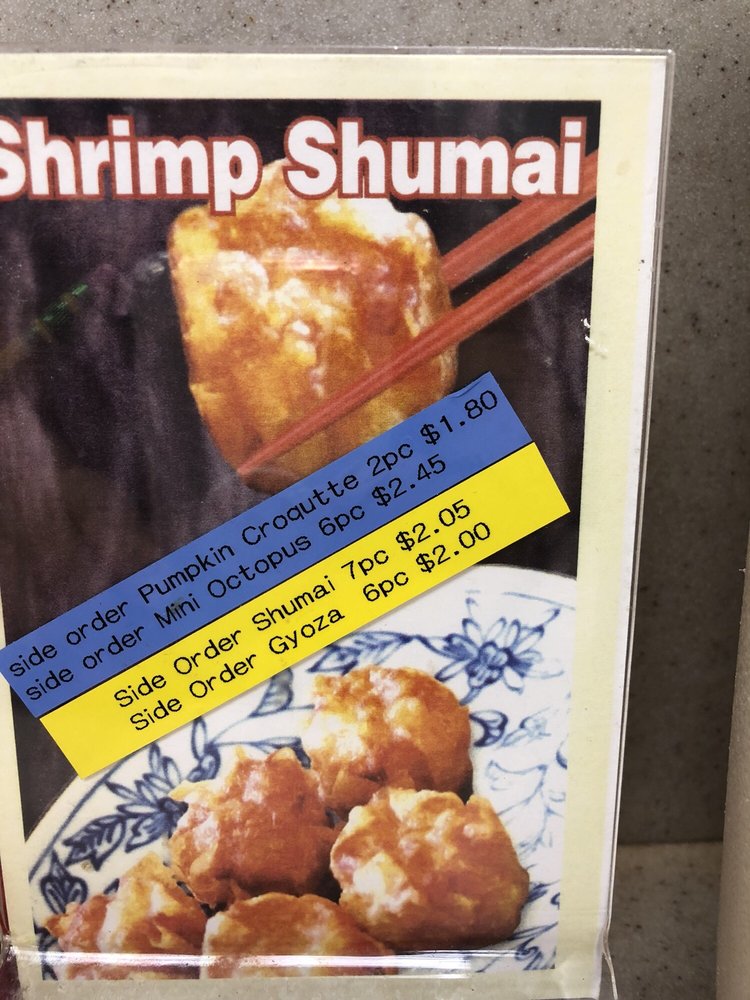 Shrimp Shumai
side order Pumpkin Croqutte 2pc $1.80
side order Mini Octopus 6pc $2.45
Side Order Shumai 7pc $2.05
Side Order Gyoza 6pc $2.00